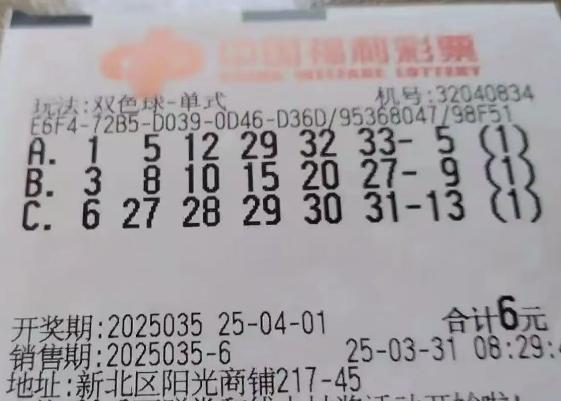 中国福利彩票
CHINA WELFARE LOTTERY
玩法:双色球-单式 机号:32040834
E6F4-72B5-D039-0D46-D36D/95368047/98F51
A. 1 5 12 29 32 33- 5 (1)
B. 3 8 10 15 20 27- 9 (1)
C. 6 27 28 29 30 31-13 (1)
开奖期:2025035 25-04-01 合计6元
销售期:2025035-6 25-03-31 08:29:
地址:新北区阳光商铺217-45